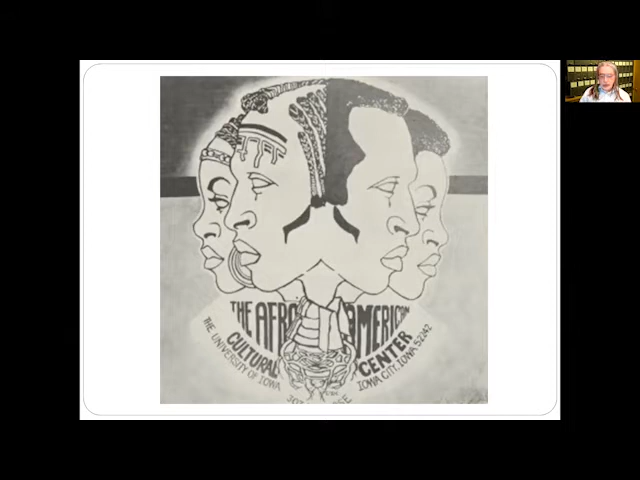 THE AFRO AMERICAN
CULTURAL CENTER
THE UNIVERSITY OF IOWA
IOWA CITY, IOWA 52242